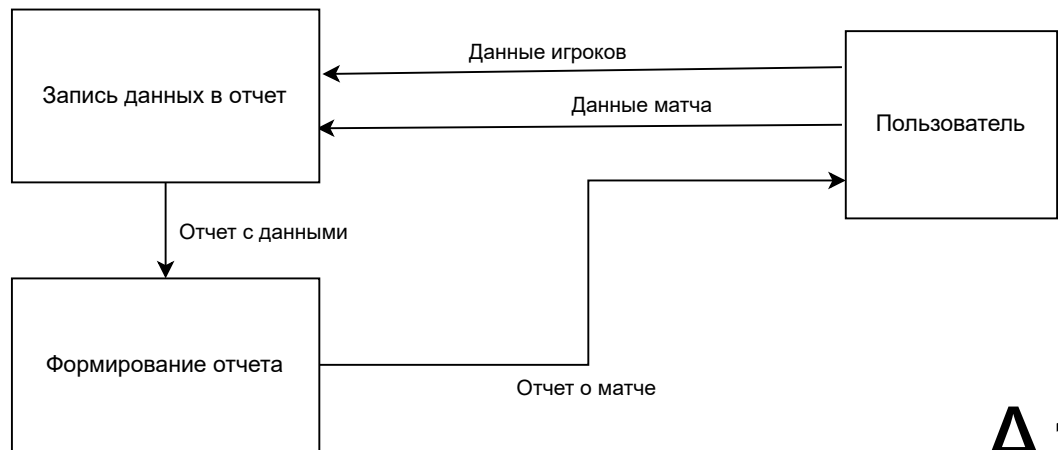 Данные игроков
Запись данных в отчет
Данные матча
Пользователь
Отчет с данными
Формирование отчета
Отчет о матче